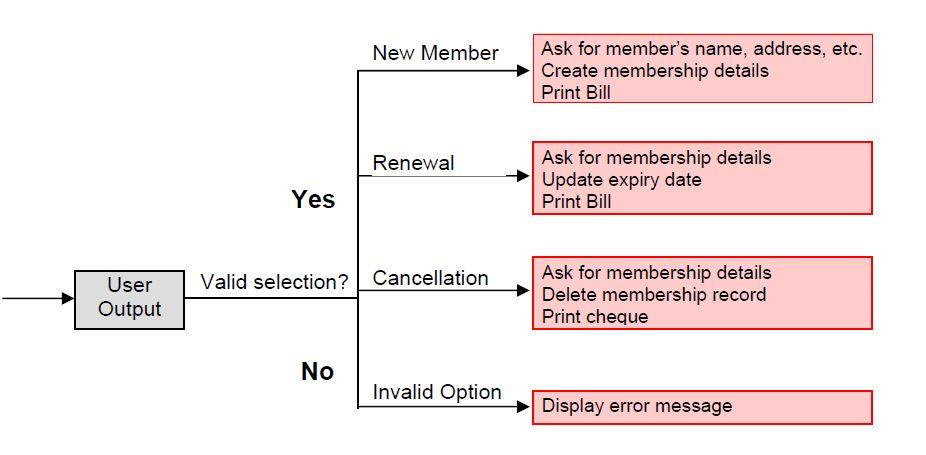 New Member
Ask for member's name, address, etc.
Create membership details
Print Bill
Renewal
Ask for membership details
Update expiry date
Print Bill
Yes
User
Output
Valid selection?
Cancellation
Ask for membership details
Delete membership record
Print cheque
No
Invalid Option
Display error message